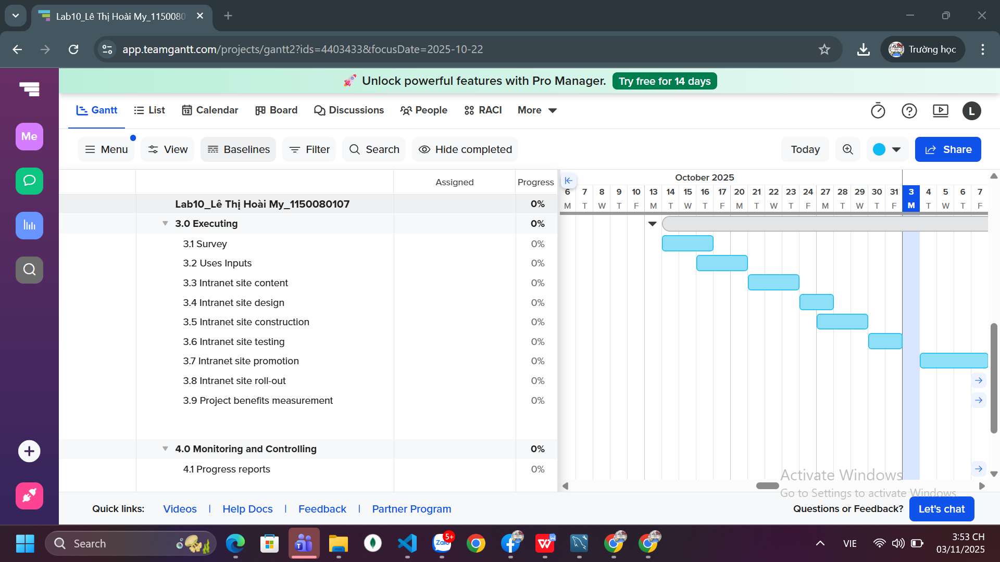 Lab10_Lê Thị Hoài My_1150080
app.teamgantt.com/projects/gantt2?ids=4403433&focusDate=2025-10-22
Trường học
🚀 Unlock powerful features with Pro Manager. Try free for 14 days
Gantt List Calendar Board Discussions People RACI More
L
Me
Menu View Baselines Filter Search Hide completed Today Share
October 2025
Assigned Progress
6 7 8 9 10 13 14 15 16 17 20 21 22 23 24 27 28 29 30 31 3 4 5 6 7
M T W T F M T W T F M T W T F M T W T F M T W T F
Lab10_Lê Thị Hoài My_1150080107 0%
3.0 Executing 0%
3.1 Survey 0%
3.2 Uses Inputs 0%
3.3 Intranet site content 0%
3.4 Intranet site design 0%
3.5 Intranet site construction 0%
3.6 Intranet site testing 0%
3.7 Intranet site promotion 0%
3.8 Intranet site roll-out 0%
3.9 Project benefits measurement 0%
4.0 Monitoring and Controlling 0%
4.1 Progress reports 0%
Activate Windows
Go to Settings to activate Windows.
Quick links: Videos | Help Docs | Feedback | Partner Program
Questions or Feedback? Let's chat
Search
5+
Zalo
VIE
3:53 CH
03/11/2025